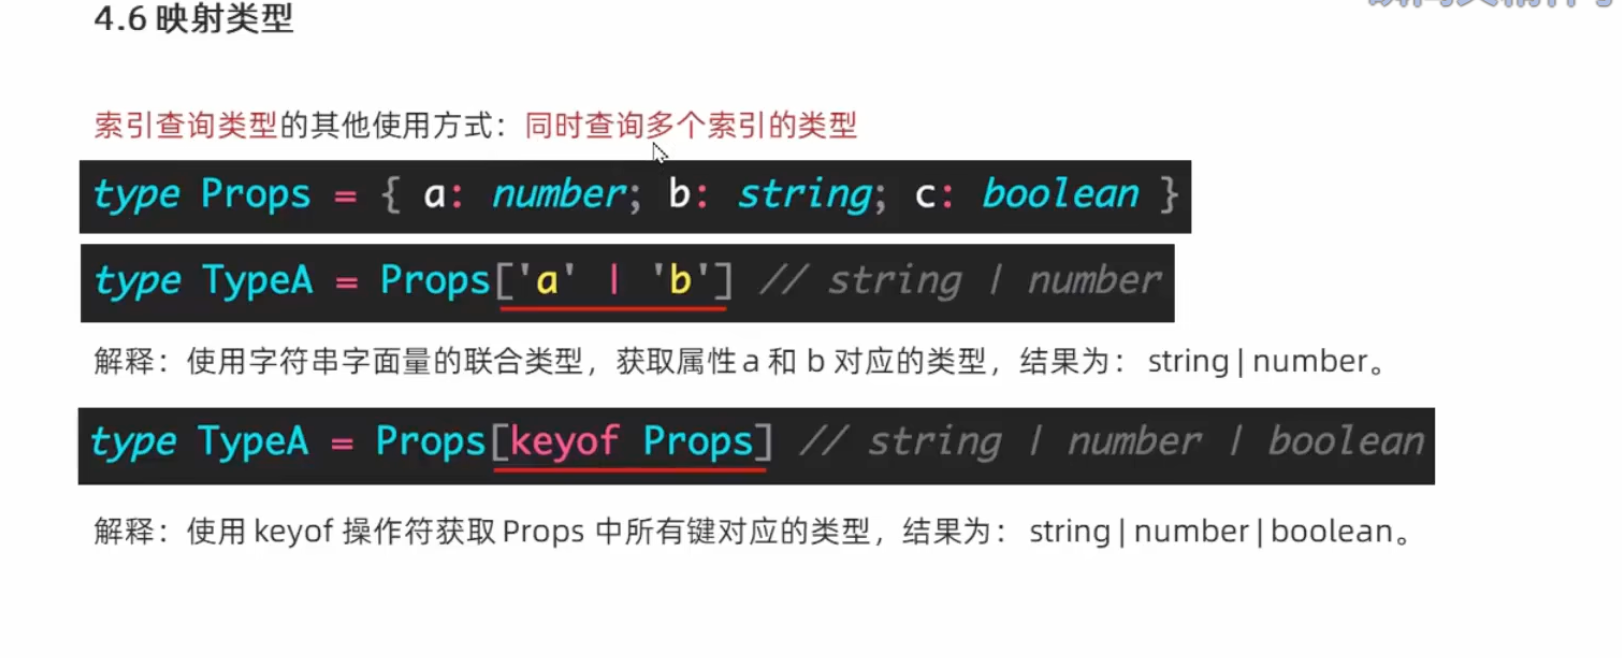 4.6 映射类型
索引查询类型的其他使用方式：同时查询多个索引的类型
type Props = { a: number; b: string; c: boolean }
type TypeA = Props['a' | 'b'] // string | number
解释：使用字符串字面量的联合类型，获取属性 a 和 b 对应的类型，结果为： string | number。
type TypeA = Props[keyof Props] // string | number | boolean
解释：使用 keyof 操作符获取 Props 中所有键对应的类型，结果为： string | number | boolean。